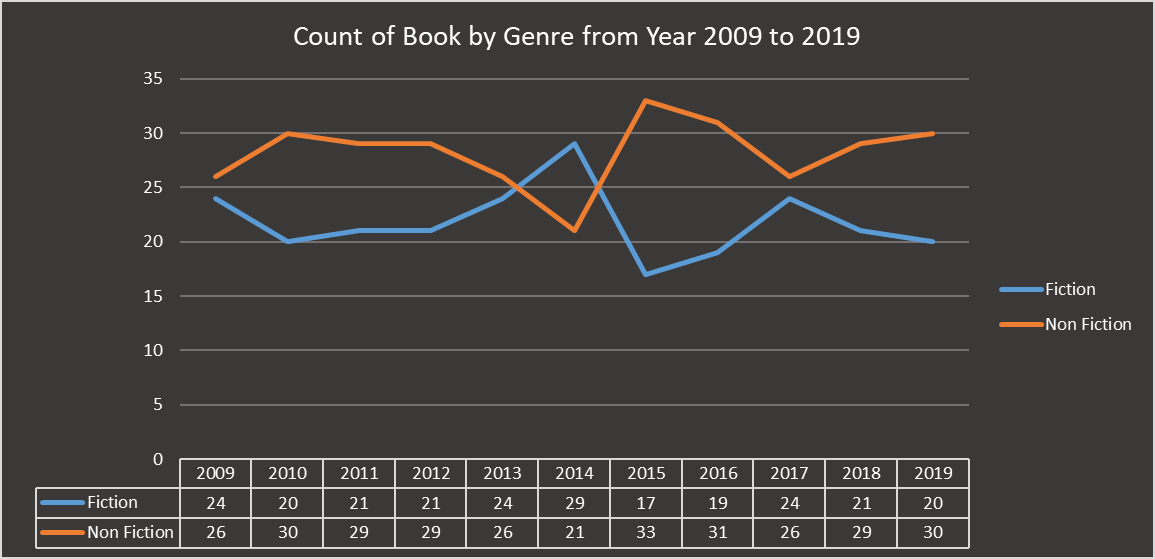 Count of Book by Genre from Year 2009 to 2019
35
30
25
20
15
10
5
0
Fiction
Non Fiction
2009 2010 2011 2012 2013 2014 2015 2016 2017 2018 2019
Fiction 24 20 21 21 24 29 17 19 24 21 20
Non Fiction 26 30 29 29 26 21 33 31 26 29 30